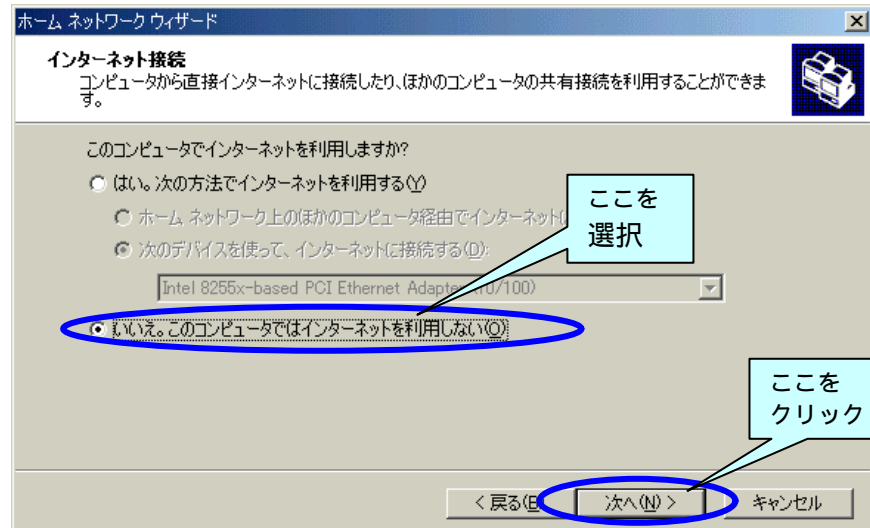 ホーム ネットワーク ウィザード
インターネット接続
コンピュータから直接インターネットに接続したり、ほかのコンピュータの共有接続を利用することができま
す。
このコンピュータでインターネットを利用しますか?
はい。次の方法でインターネットを利用する(Y)
ホーム ネットワーク上のほかのコンピュータ経由でインターネット
次のデバイスを使って、インターネットに接続する(D):
Intel 8255x-based PCI Ethernet Adapter (10/100)
ここを
選択
いいえ。このコンピュータではインターネットを利用しない(O)
ここを
クリック
< 戻る(B
次へ(N) >
キャンセル